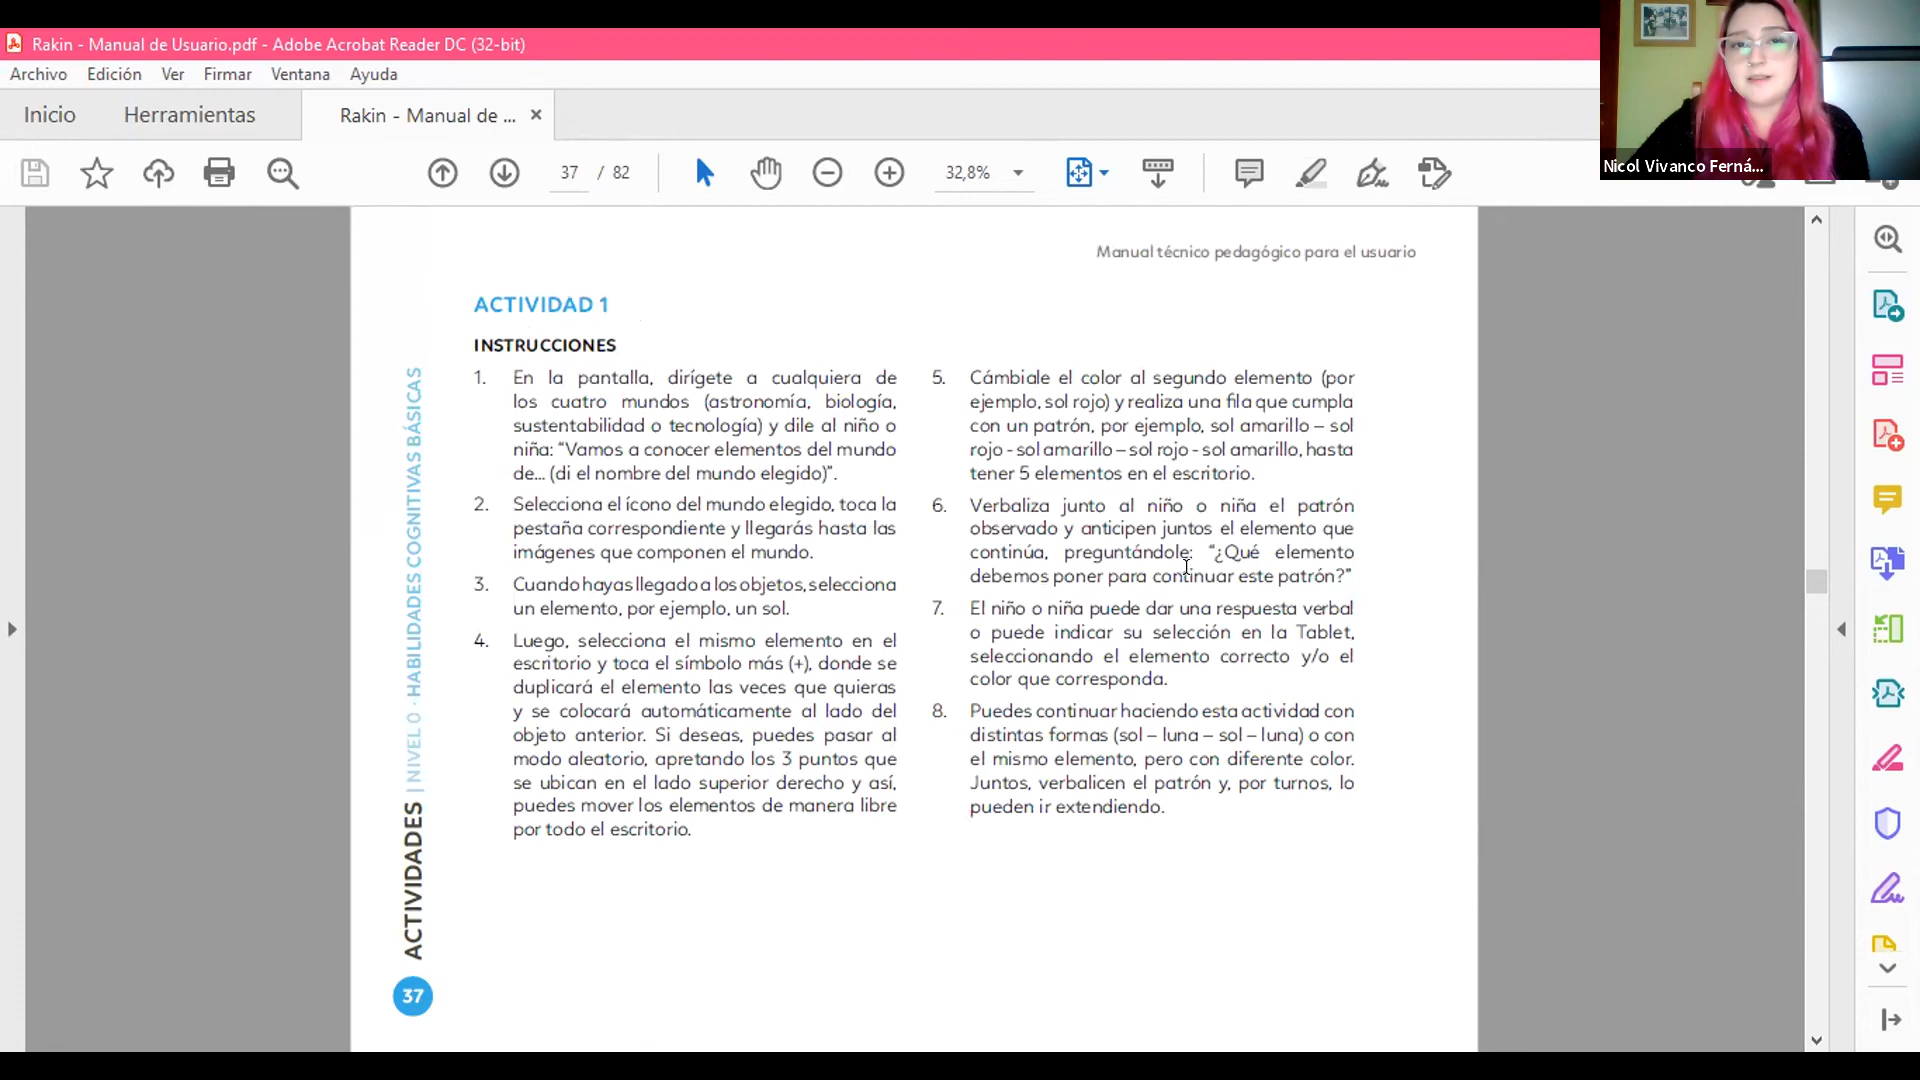 Rakin - Manual de Usuario.pdf - Adobe Acrobat Reader DC (32-bit)
Archivo Edición Ver Firmar Ventana Ayuda
Inicio Herramientas Rakin - Manual de ... ×
37 / 82 32,8%
Nicol Vivanco Ferná...
Manual técnico pedagógico para el usuario
ACTIVIDAD 1
INSTRUCCIONES
1. En la pantalla, dirígete a cualquiera de
los cuatro mundos (astronomía, biología,
sustentabilidad o tecnología) y dile al niño o
niña: “Vamos a conocer elementos del mundo
de... (di el nombre del mundo elegido)”.
2. Selecciona el ícono del mundo elegido, toca la
pestaña correspondiente y llegarás hasta las
imágenes que componen el mundo.
3. Cuando hayas llegado a los objetos, selecciona
un elemento, por ejemplo, un sol.
4. Luego, selecciona el mismo elemento en el
escritorio y toca el símbolo más (+), donde se
duplicará el elemento las veces que quieras
y se colocará automáticamente al lado del
objeto anterior. Si deseas, puedes pasar al
modo aleatorio, apretando los 3 puntos que
se ubican en el lado superior derecho y así,
puedes mover los elementos de manera libre
por todo el escritorio.
5. Cámbiale el color al segundo elemento (por
ejemplo, sol rojo) y realiza una fila que cumpla
con un patrón, por ejemplo, sol amarillo – sol
rojo - sol amarillo – sol rojo - sol amarillo, hasta
tener 5 elementos en el escritorio.
6. Verbaliza junto al niño o niña el patrón
observado y anticipen juntos el elemento que
continúa, preguntándole: “¿Qué elemento
debemos poner para continuar este patrón?”
7. El niño o niña puede dar una respuesta verbal
o puede indicar su selección en la Tablet,
seleccionando el elemento correcto y/o el
color que corresponda.
8. Puedes continuar haciendo esta actividad con
distintas formas (sol – luna – sol – luna) o con
el mismo elemento, pero con diferente color.
Juntos, verbalicen el patrón y, por turnos, lo
pueden ir extendiendo.
ACTIVIDADES | NIVEL 0 · HABILIDADES COGNITIVAS BÁSICAS
37